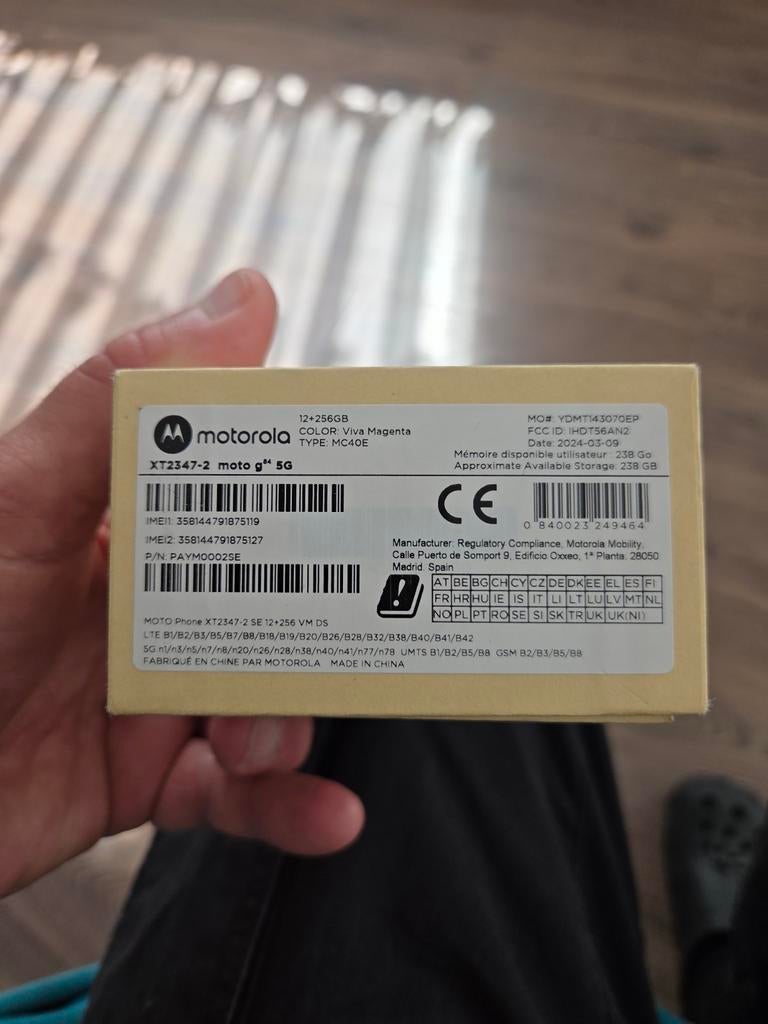 motorola
12+256GB
COLOR: Viva Magenta
TYPE: MC40E
MO#: YDMT143070EP
FCC ID: IHDT56AN2
Date: 2024-03-09
Mémoire disponible utilisateur : 238 Go
Approximate Available Storage: 238 GB
XT2347-2 moto g⁸⁴ 5G
IMEI1: 358144791875119
IMEI2: 358144791875127
P/N: PAYM0002SE
CE
0 840023 249464
Manufacturer: Regulatory Compliance, Motorola Mobility,
Calle Puerto de Somport 9, Edificio Oxxeo, 1ª Planta, 28050
Madrid, Spain
AT BE BG CH CY CZ DE DK EE EL ES FI
FR HR HU IE IS IT LI LT LU LV MT NL
NO PL PT RO SE SI SK TR UK UK(NI)
MOTO Phone XT2347-2 SE 12+256 VM DS
LTE B1/B2/B3/B5/B7/B8/B18/B19/B20/B26/B28/B32/B38/B40/B41/B42
5G n1/n3/n5/n7/n8/n20/n26/n28/n38/n40/n41/n77/n78 UMTS B1/B2/B5/B8 GSM B2/B3/B5/B8
FABRIQUÉ EN CHINE PAR MOTOROLA MADE IN CHINA